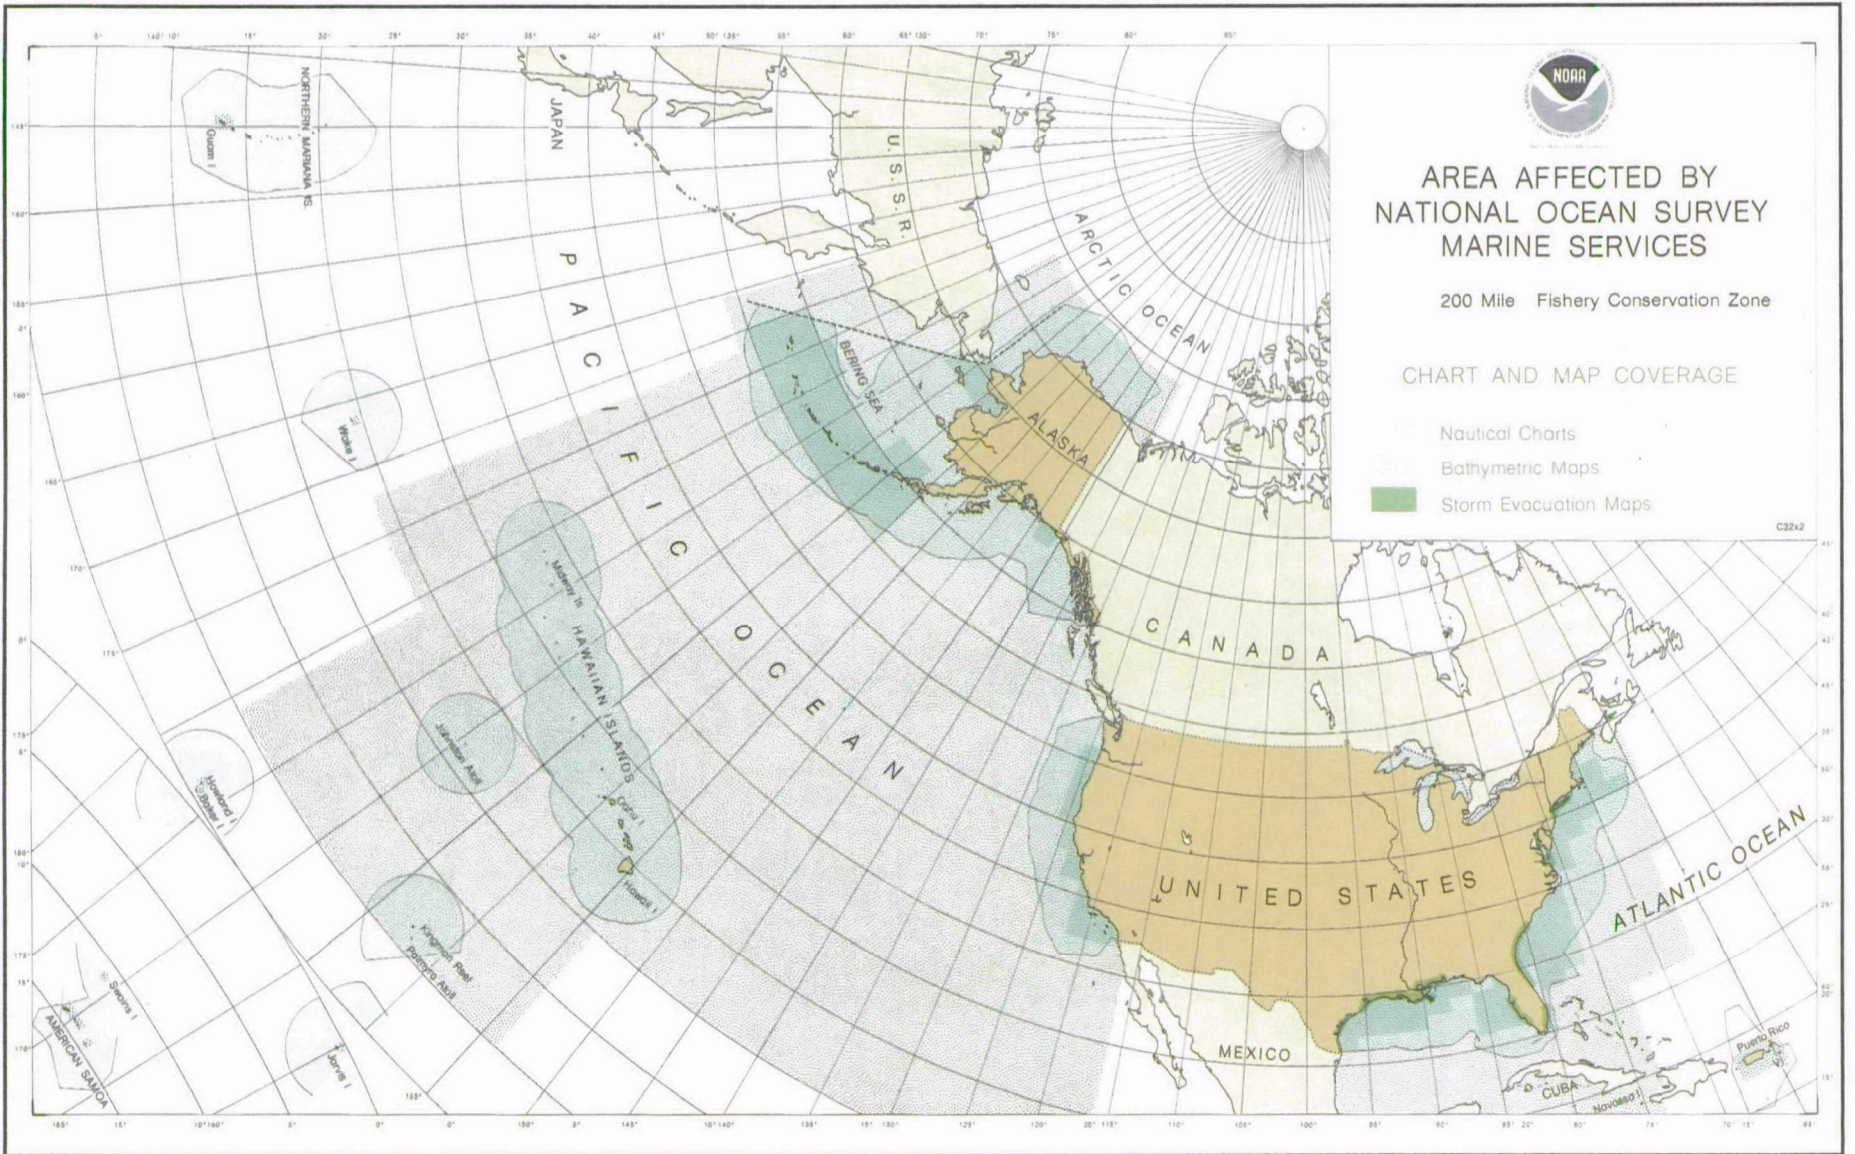 NOAA
AREA AFFECTED BY
NATIONAL OCEAN SURVEY
MARINE SERVICES
200 Mile Fishery Conservation Zone
CHART AND MAP COVERAGE
Nautical Charts
Bathymetric Maps
Storm Evacuation Maps
C32x2
NORTHERN MARIANA IS.
Guam I
JAPAN
U. S. S. R.
ARCTIC OCEAN
PACIFIC OCEAN
BERING SEA
ALASKA
Wake I
Midway IS
HAWAIIAN ISLANDS
Oahu I
Hawaii I
Johnston Atoll
Howland I
Baker I
Kingman Reef
Palmyra Atoll
Swains I
AMERICAN SAMOA
Jarvis I
CANADA
UNITED STATES
MEXICO
ATLANTIC OCEAN
CUBA
Navassa I
Puerto Rico
V.I.